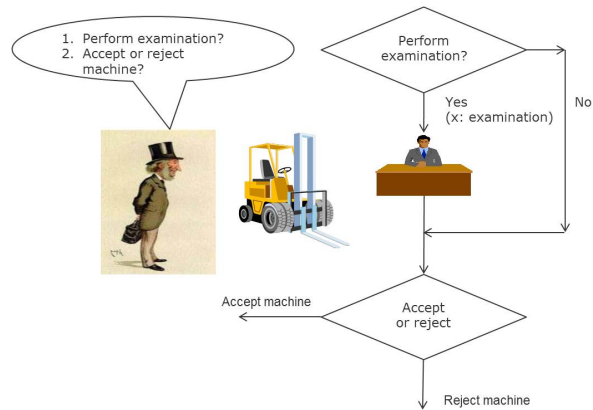 1. Perform examination?
2. Accept or reject
machine?
Perform
examination?
Yes
(x: examination)
No
Accept machine
Accept
or reject
Reject machine